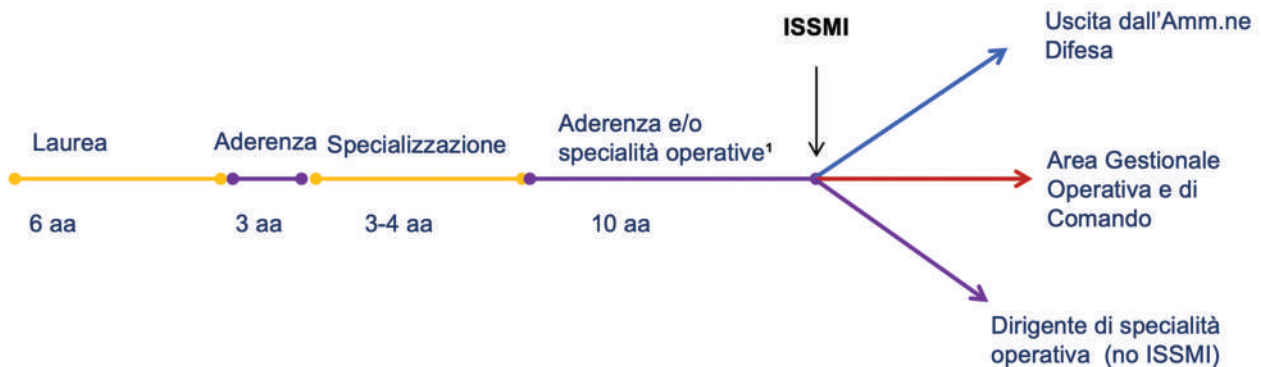 ISSMI
Uscita dall'Amm.ne
Difesa
Laurea
Aderenza
Specializzazione
Aderenza e/o
specialità operative¹
Area Gestionale
Operativa e di
Comando
6 aa
3 aa
3-4 aa
10 aa
Dirigente di specialità
operativa (no ISSMI)